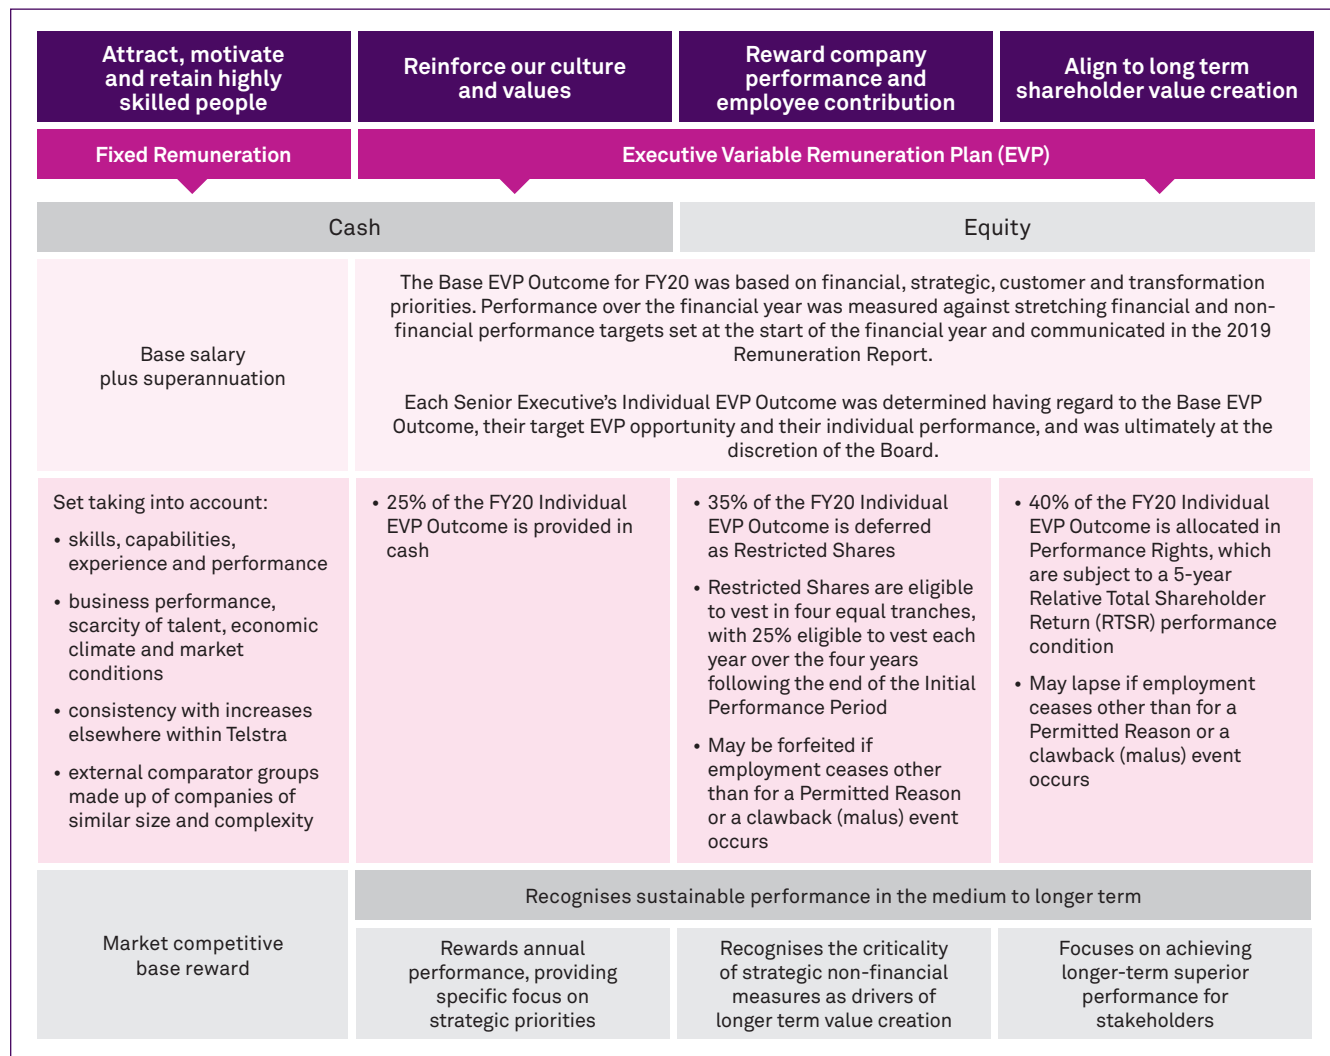 Attract, motivate
and retain highly
skilled people
Reinforce our culture
and values
Reward company
performance and
employee contribution
Align to long term
shareholder value creation
Fixed Remuneration
Executive Variable Remuneration Plan (EVP)
Cash
Equity
Base salary
plus superannuation
The Base EVP Outcome for FY20 was based on financial, strategic, customer and transformation
priorities. Performance over the financial year was measured against stretching financial and non-
financial performance targets set at the start of the financial year and communicated in the 2019
Remuneration Report.
Each Senior Executive's Individual EVP Outcome was determined having regard to the Base EVP
Outcome, their target EVP opportunity and their individual performance, and was ultimately at the
discretion of the Board.
Set taking into account:
• skills, capabilities,
experience and performance
• business performance,
scarcity of talent, economic
climate and market
conditions
• consistency with increases
elsewhere within Telstra
• external comparator groups
made up of companies of
similar size and complexity
• 25% of the FY20 Individual
EVP Outcome is provided in
cash
• 35% of the FY20 Individual
EVP Outcome is deferred
as Restricted Shares
• Restricted Shares are eligible
to vest in four equal tranches,
with 25% eligible to vest each
year over the four years
following the end of the Initial
Performance Period
• May be forfeited if
employment ceases other
than for a Permitted Reason
or a clawback (malus) event
occurs
• 40% of the FY20 Individual
EVP Outcome is allocated in
Performance Rights, which
are subject to a 5-year
Relative Total Shareholder
Return (RTSR) performance
condition
• May lapse if employment
ceases other than for a
Permitted Reason or a
clawback (malus) event
occurs
Market competitive
base reward
Recognises sustainable performance in the medium to longer term
Rewards annual
performance, providing
specific focus on
strategic priorities
Recognises the criticality
of strategic non-financial
measures as drivers of
longer term value creation
Focuses on achieving
longer-term superior
performance for
stakeholders